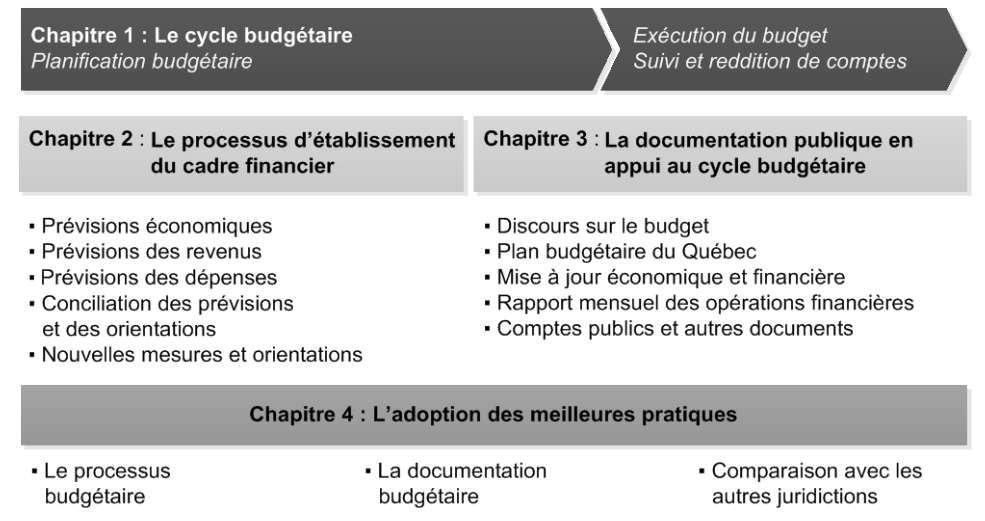 Chapitre 1 : Le cycle budgétaire
Planification budgétaire
Exécution du budget
Suivi et reddition de comptes
Chapitre 2 : Le processus d'établissement
du cadre financier
▪ Prévisions économiques
▪ Prévisions des revenus
▪ Prévisions des dépenses
▪ Conciliation des prévisions
et des orientations
▪ Nouvelles mesures et orientations
Chapitre 3 : La documentation publique en
appui au cycle budgétaire
▪ Discours sur le budget
▪ Plan budgétaire du Québec
▪ Mise à jour économique et financière
▪ Rapport mensuel des opérations financières
▪ Comptes publics et autres documents
Chapitre 4 : L'adoption des meilleures pratiques
▪ Le processus
budgétaire
▪ La documentation
budgétaire
▪ Comparaison avec les
autres juridictions